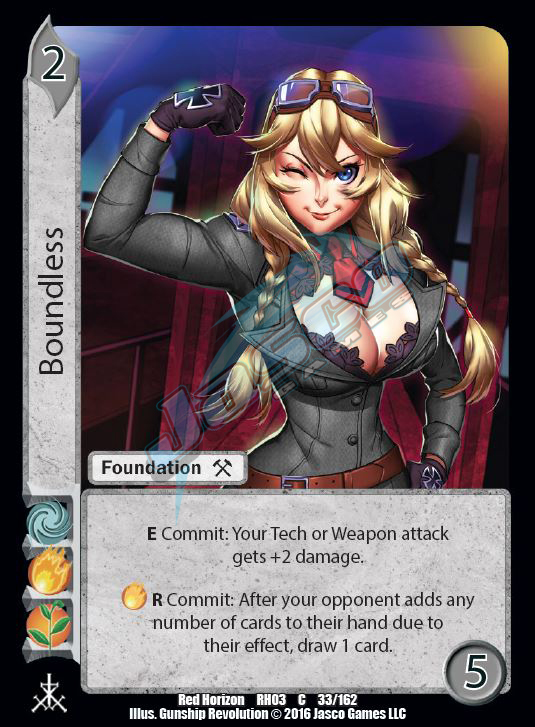 2
Boundless
Foundation
E Commit: Your Tech or Weapon attack
gets +2 damage.
R Commit: After your opponent adds any
number of cards to their hand due to
their effect, draw 1 card.
5
Red Horizon RH03 C 33/162
Illus. Gunship Revolution © 2016 Jasco Games LLC